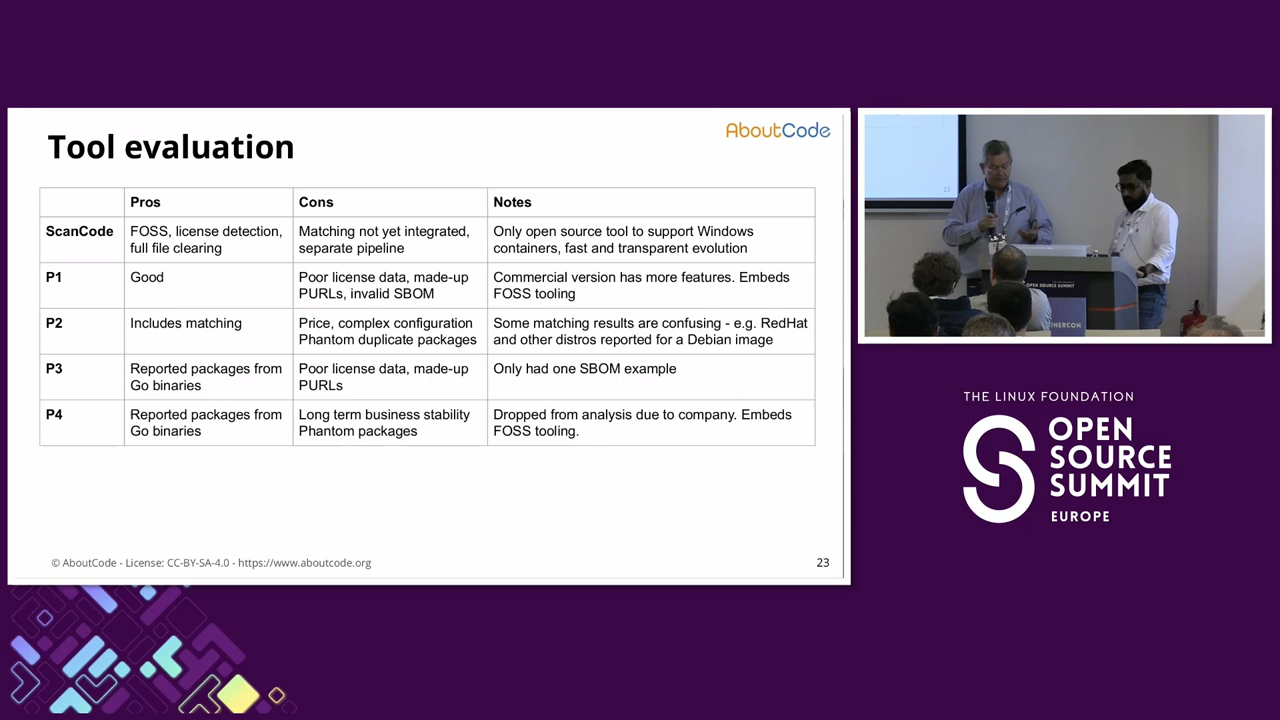 Tool evaluation
AboutCode
Pros Cons Notes
ScanCode FOSS, license detection, Matching not yet integrated, Only open source tool to support Windows
full file clearing separate pipeline containers, fast and transparent evolution
P1 Good Poor license data, made-up Commercial version has more features. Embeds
PURLs, invalid SBOM FOSS tooling
P2 Includes matching Price, complex configuration Some matching results are confusing - e.g. RedHat
Phantom duplicate packages and other distros reported for a Debian image
P3 Reported packages from Poor license data, made-up Only had one SBOM example
Go binaries PURLs
P4 Reported packages from Long term business stability Dropped from analysis due to company. Embeds
Go binaries Phantom packages FOSS tooling.
© AboutCode - License: CC-BY-SA-4.0 - https://www.aboutcode.org
23
23
OPEN SOURCE SUMMIT
THE LINUX FOUNDATION
OPEN
SOURCE
SUMMIT
EUROPE